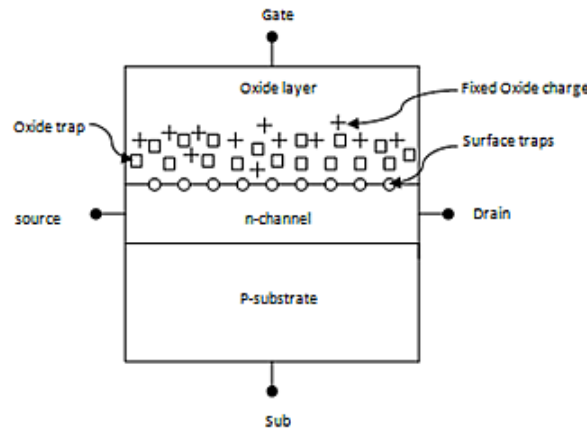 Gate
Oxide layer
Fixed Oxide charge
Oxide trap
Surface traps
source
n-channel
Drain
P-substrate
Sub